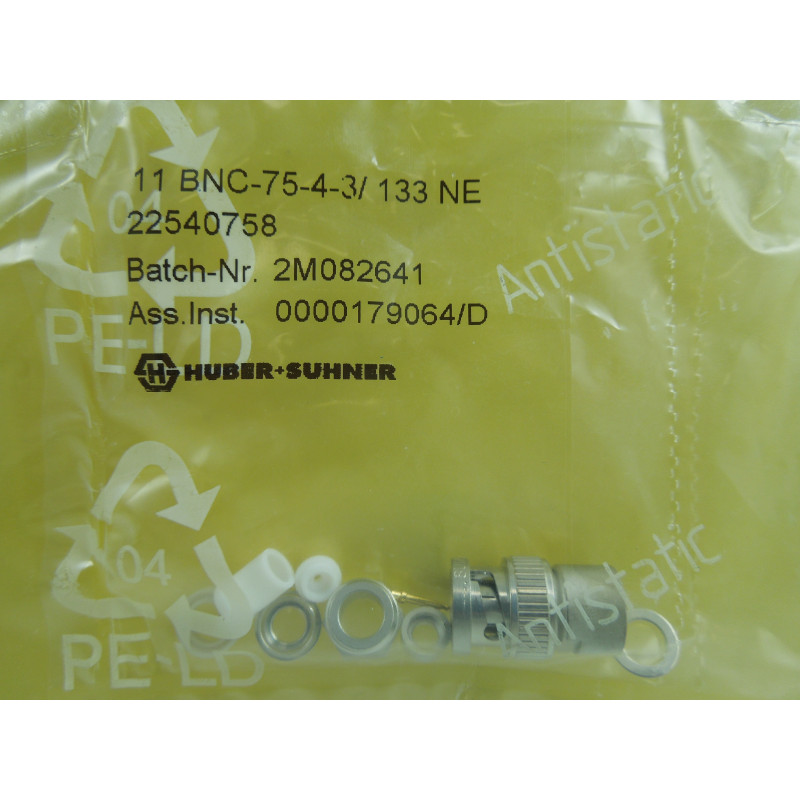 11 BNC-75-4-3/ 133 NE
22540758
Batch-Nr. 2M082641
Ass.Inst. 0000179064/D
HUBER+SUHNER
04
PE-LD
Antistatic
04
PE-LD
Antistatic